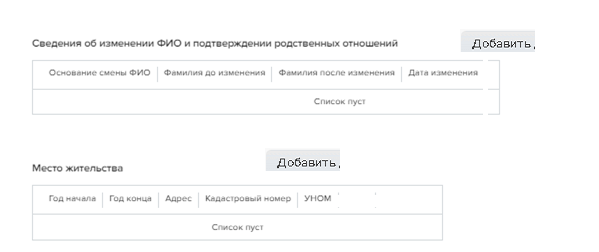 Сведения об изменении ФИО и подтверждении родственных отношений Добавить
Основание смены ФИО Фамилия до изменения Фамилия после изменения Дата изменения
Список пуст
Добавить
Место жительства
Год начала Год конца Адрес Кадастровый номер УНОМ
Список пуст